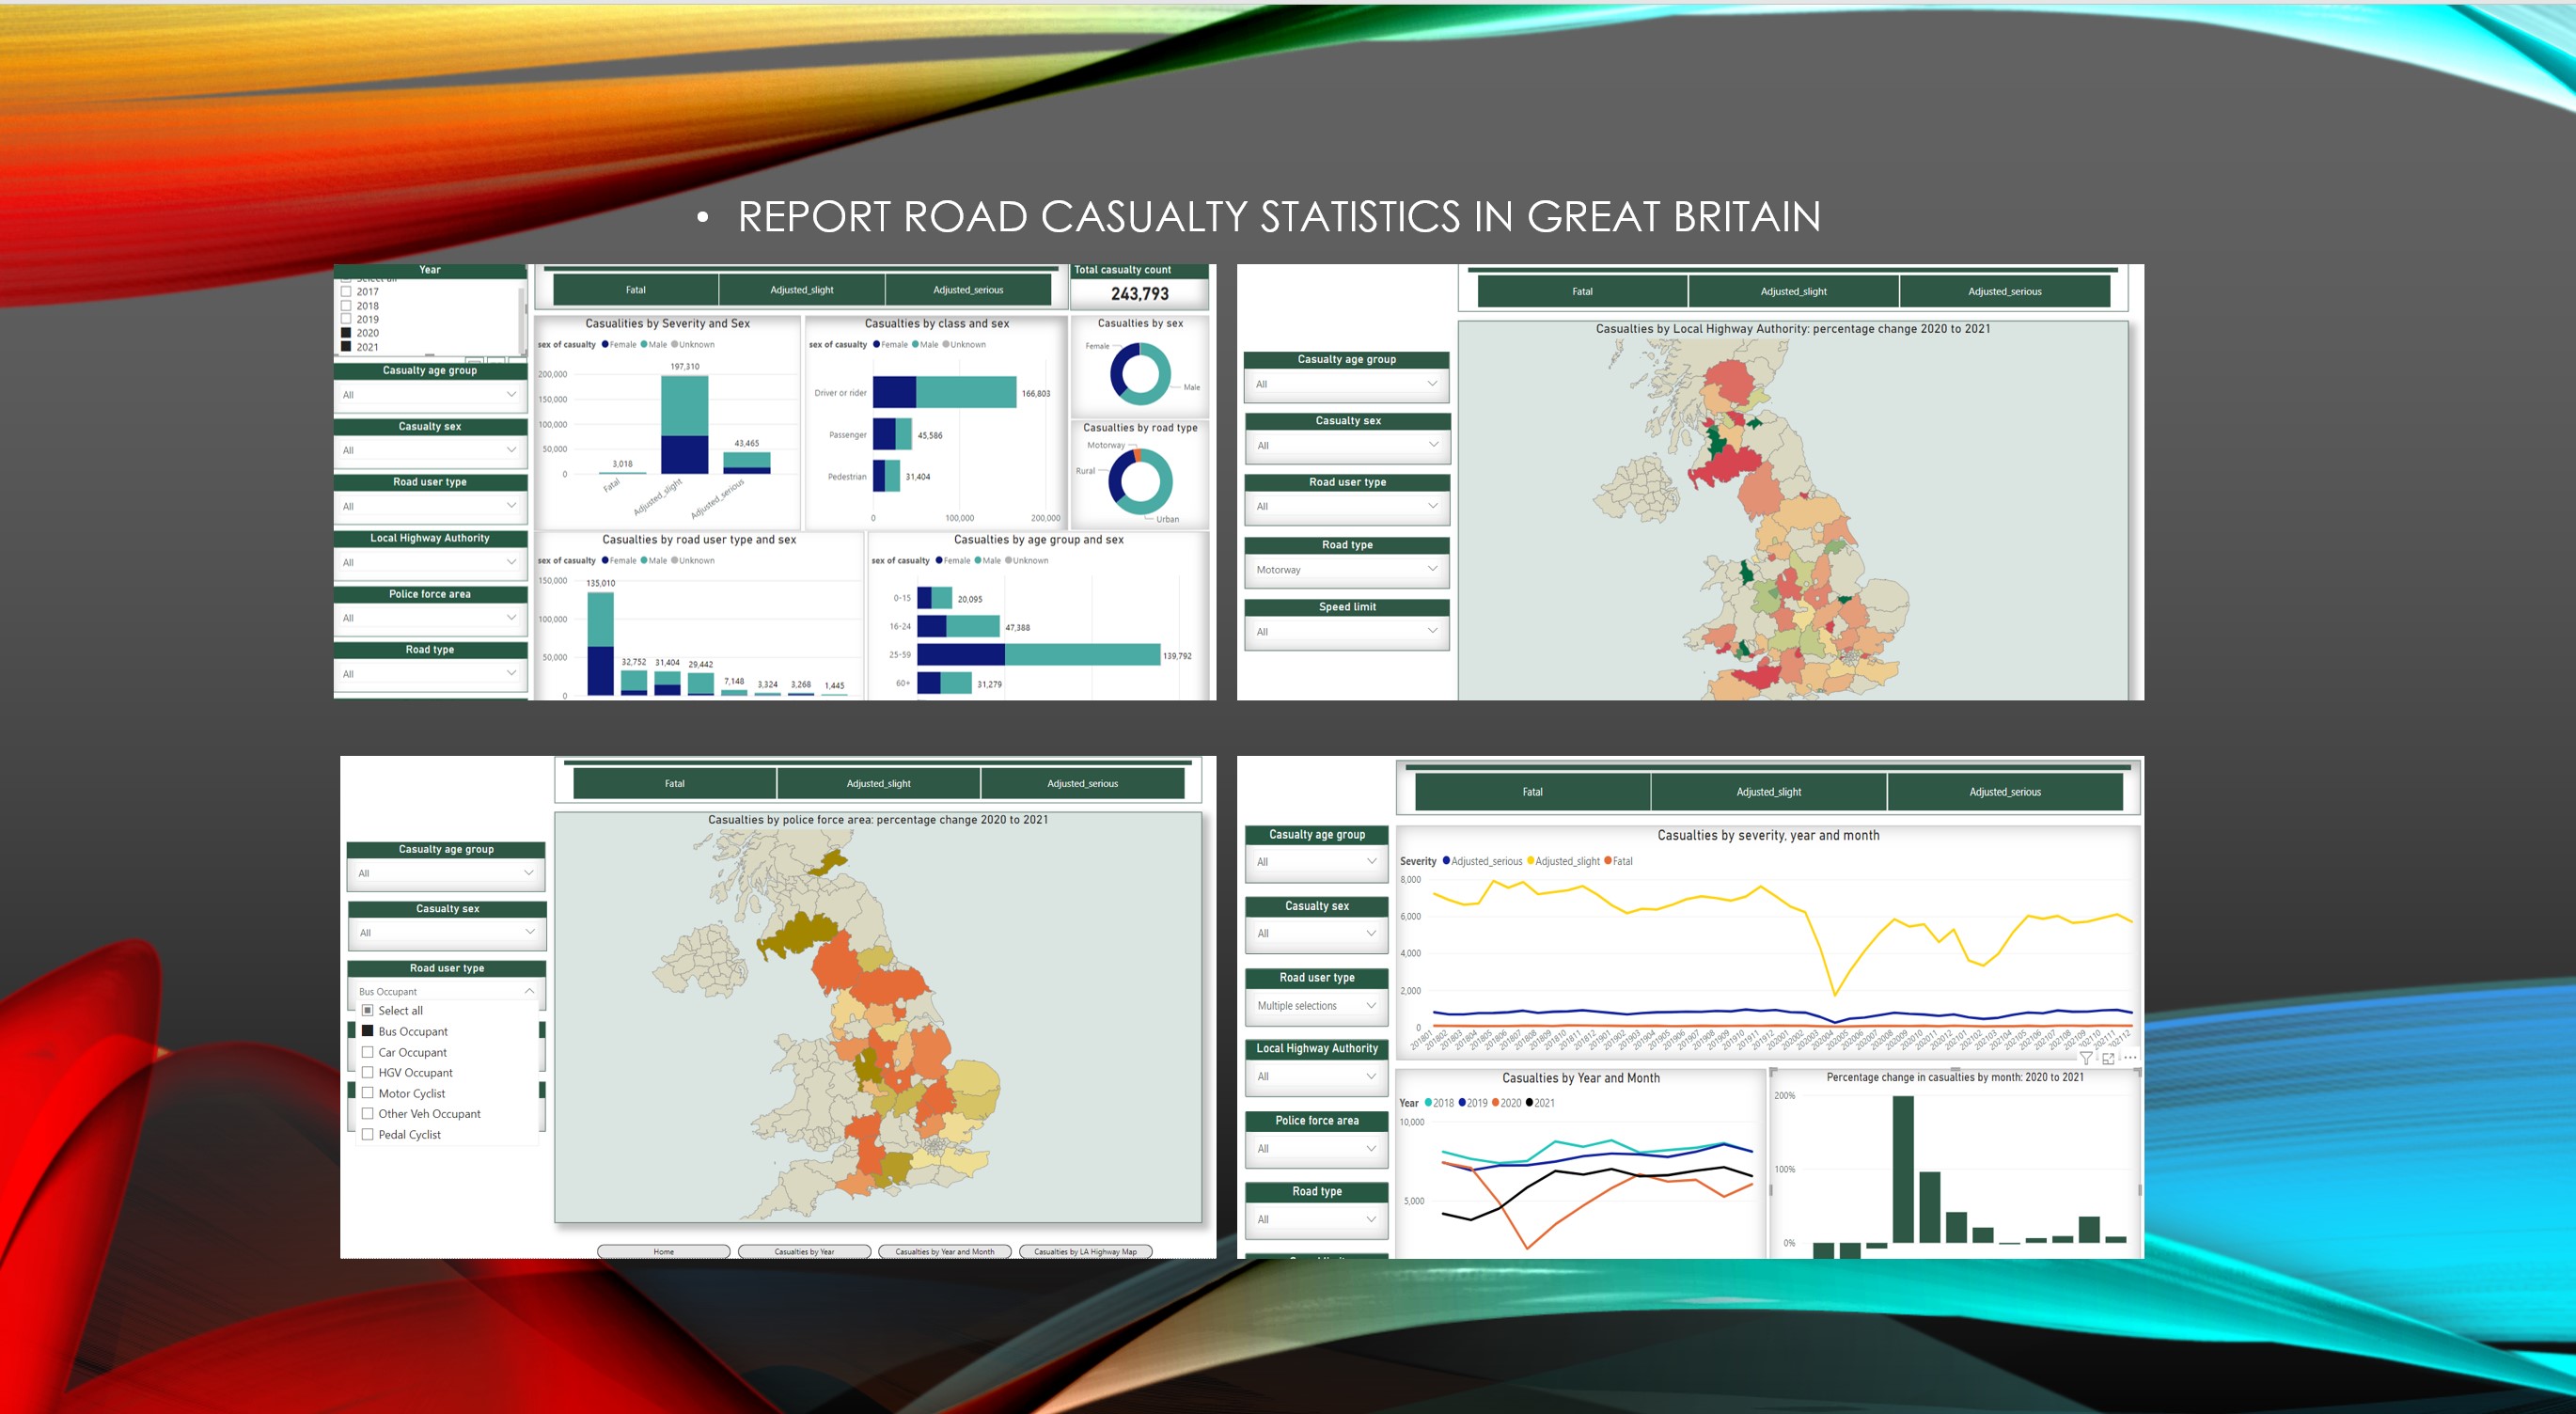 • REPORT ROAD CASUALTY STATISTICS IN GREAT BRITAIN
Year
2017
2018
2019
2020
2021
Casualty age group
All
Casualty sex
All
Road user type
All
Local Highway Authority
All
Police force area
All
Road type
All
Fatal
Adjusted_slight
Adjusted_serious
Total casualty count
243,793
Casualities by Severity and Sex
sex of casualty Female Male Unknown
200,000
150,000
100,000
50,000
0
3,018
197,310
43,465
Fatal
Adjusted_slight
Adjusted_serious
Casualties by class and sex
sex of casualty Female Male Unknown
Driver or rider
166,803
Passenger
45,586
Pedestrian
31,404
0
100,000
200,000
Casualties by sex
Female
Male
Casualties by road type
Motorway
Rural
Urban
Casualties by road user type and sex
sex of casualty Female Male Unknown
150,000
100,000
50,000
0
135,010
32,752
31,404
29,442
7,148
3,324
3,268
1,445
Casualties by age group and sex
sex of casualty Female Male Unknown
0-15
20,095
16-24
47,388
25-59
139,792
60+
31,279
Fatal
Adjusted_slight
Adjusted_serious
Casualties by Local Highway Authority: percentage change 2020 to 2021
Casualty age group
All
Casualty sex
All
Road user type
All
Road type
Motorway
Speed limit
All
Fatal
Adjusted_slight
Adjusted_serious
Casualties by police force area: percentage change 2020 to 2021
Casualty age group
All
Casualty sex
All
Road user type
Bus Occupant
Select all
Bus Occupant
Car Occupant
HGV Occupant
Motor Cyclist
Other Veh Occupant
Pedal Cyclist
Home
Casualties by Year
Casualties by Year and Month
Casualties by LA Highway Map
Fatal
Adjusted_slight
Adjusted_serious
Casualty age group
All
Casualty sex
All
Road user type
Multiple selections
Local Highway Authority
All
Police force area
All
Road type
All
Casualties by severity, year and month
Severity Adjusted_serious Adjusted_slight Fatal
8,000
6,000
4,000
2,000
0
Casualties by Year and Month
Year 2018 2019 2020 2021
10,000
5,000
Percentage change in casualties by month: 2020 to 2021
200%
100%
0%